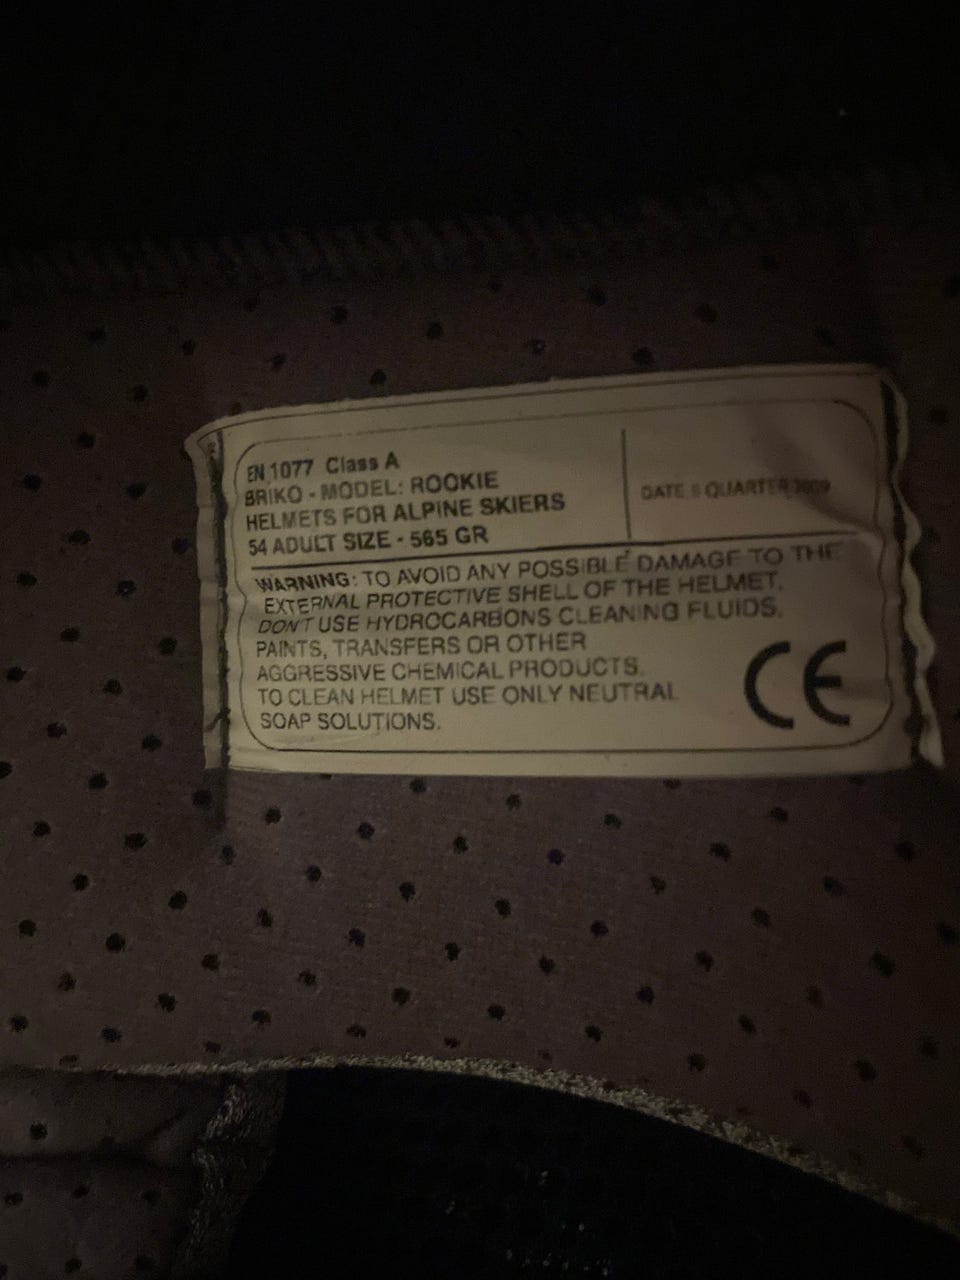 EN 1077 Class A
BRIKO - MODEL: ROOKIE
HELMETS FOR ALPINE SKIERS
54 ADULT SIZE - 565 GR
DATE QUARTER
WARNING: TO AVOID ANY POSSIBLE DAMAGE TO THE
EXTERNAL PROTECTIVE SHELL OF THE HELMET,
DON'T USE HYDROCARBONS CLEANING FLUIDS,
PAINTS, TRANSFERS OR OTHER
AGGRESSIVE CHEMICAL PRODUCTS.
TO CLEAN HELMET USE ONLY NEUTRAL
SOAP SOLUTIONS.
CE